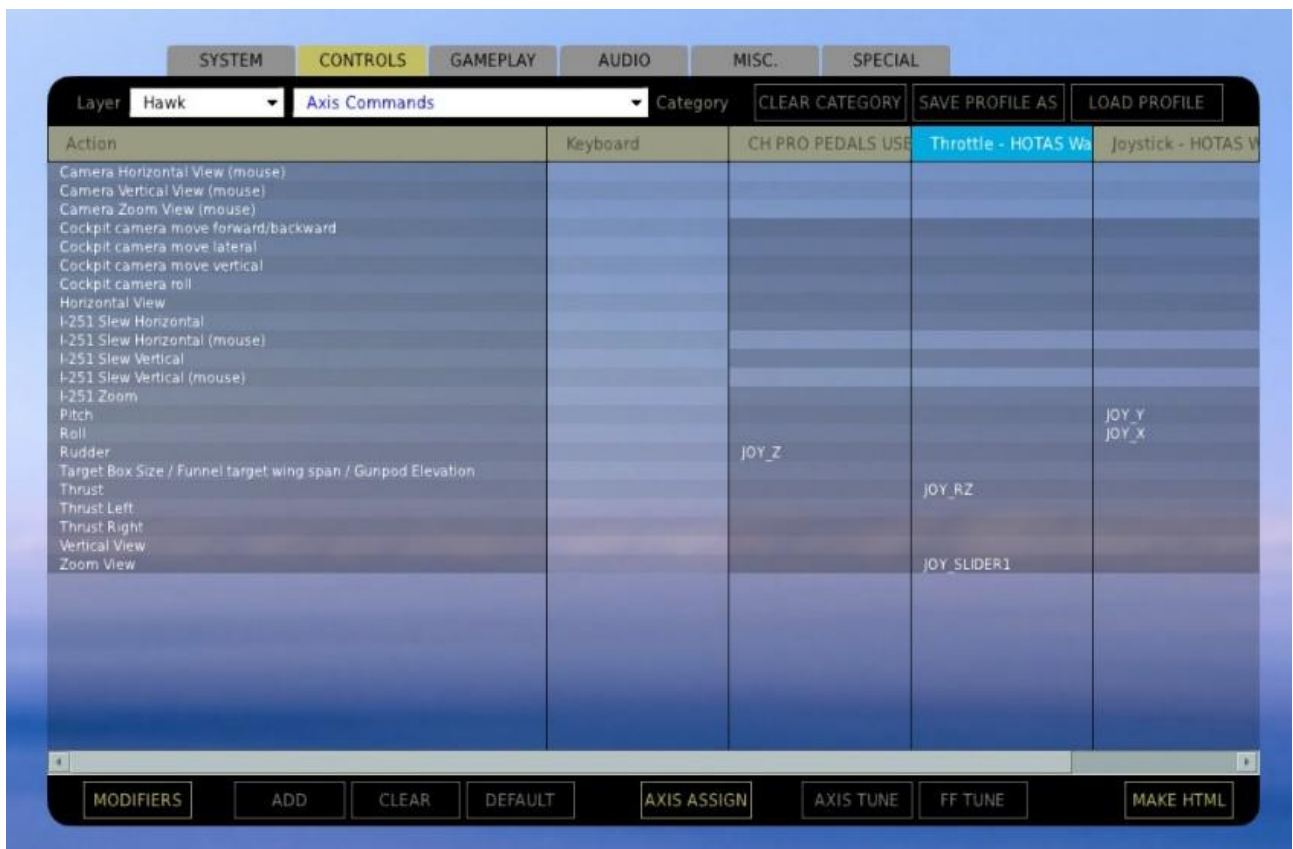 SYSTEM CONTROLS GAMEPLAY AUDIO MISC. SPECIAL
Layer Hawk Axis Commands Category CLEAR CATEGORY SAVE PROFILE AS LOAD PROFILE
Action Keyboard CH PRO PEDALS USE Throttle - HOTAS Wa Joystick - HOTAS W
Camera Horizontal View (mouse)
Camera Vertical View (mouse)
Camera Zoom View (mouse)
Cockpit camera move forward/backward
Cockpit camera move lateral
Cockpit camera move vertical
Cockpit camera roll
Horizontal View
I-251 Slew Horizontal
I-251 Slew Horizontal (mouse)
I-251 Slew Vertical
I-251 Slew Vertical (mouse)
I-251 Zoom
Pitch JOY_Y
Roll JOY_X
Rudder JOY_Z
Target Box Size / Funnel target wing span / Gunpod Elevation
Thrust JOY_RZ
Thrust Left
Thrust Right
Vertical View
Zoom View JOY_SLIDER1
MODIFIERS ADD CLEAR DEFAULT AXIS ASSIGN AXIS TUNE FF TUNE MAKE HTML